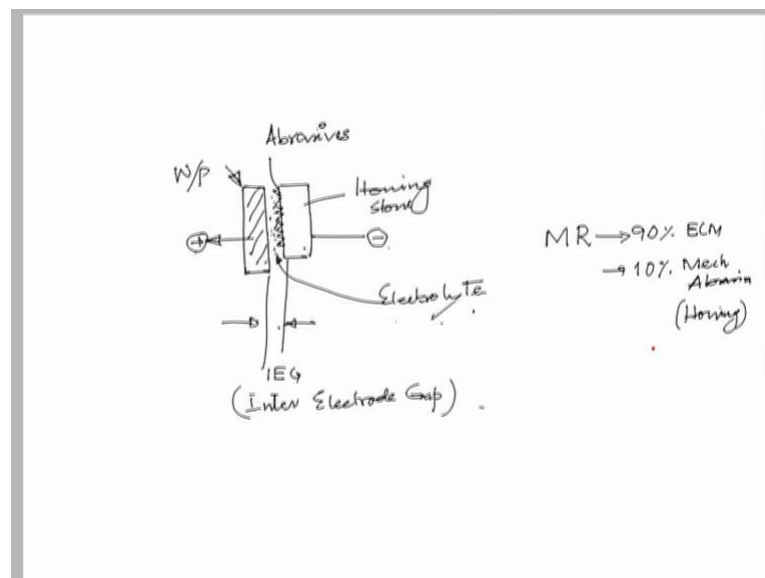 Abrasives
W/P
Honing
stone
⊕
⊖
MR → 90% ECM
→ 10% Mech
Abrasion
(Honing)
Electrolyte
IEG
(Inter Electrode Gap)